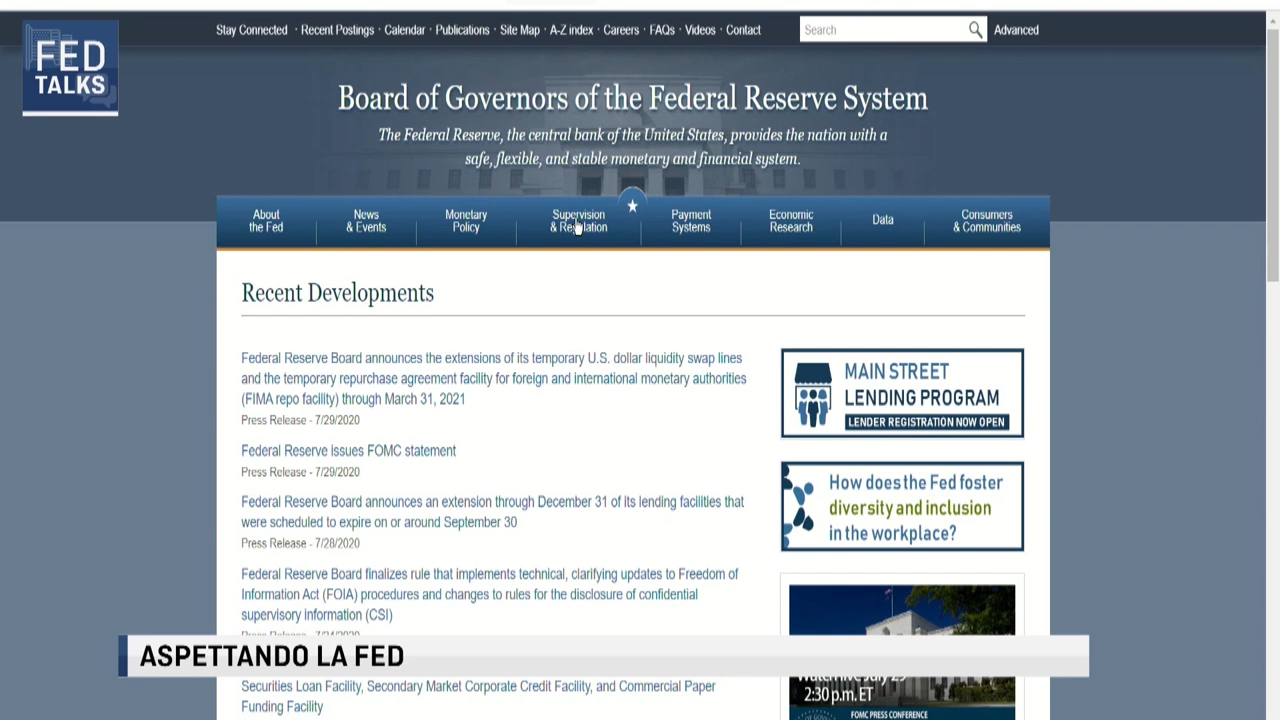 Stay Connected · Recent Postings · Calendar · Publications · Site Map · A-Z index · Careers · FAQs · Videos · Contact
Search
Advanced
FED
TALKS
Board of Governors of the Federal Reserve System
The Federal Reserve, the central bank of the United States, provides the nation with a
safe, flexible, and stable monetary and financial system.
About
the Fed
News
& Events
Monetary
Policy
Supervision
& Regulation
Payment
Systems
Economic
Research
Data
Consumers
& Communities
Recent Developments
Federal Reserve Board announces the extensions of its temporary U.S. dollar liquidity swap lines
and the temporary repurchase agreement facility for foreign and international monetary authorities
(FIMA repo facility) through March 31, 2021
Press Release - 7/29/2020
Federal Reserve issues FOMC statement
Press Release - 7/29/2020
Federal Reserve Board announces an extension through December 31 of its lending facilities that
were scheduled to expire on or around September 30
Press Release - 7/28/2020
Federal Reserve Board finalizes rule that implements technical, clarifying updates to Freedom of
Information Act (FOIA) procedures and changes to rules for the disclosure of confidential
supervisory information (CSI)
Press Release - 7/24/2020
Securities Loan Facility, Secondary Market Corporate Credit Facility, and Commercial Paper
Funding Facility
MAIN STREET
LENDING PROGRAM
LENDER REGISTRATION NOW OPEN
How does the Fed foster
diversity and inclusion
in the workplace?
2:30 p.m. ET
FOMC PRESS CONFERENCE
ASPETTANDO LA FED